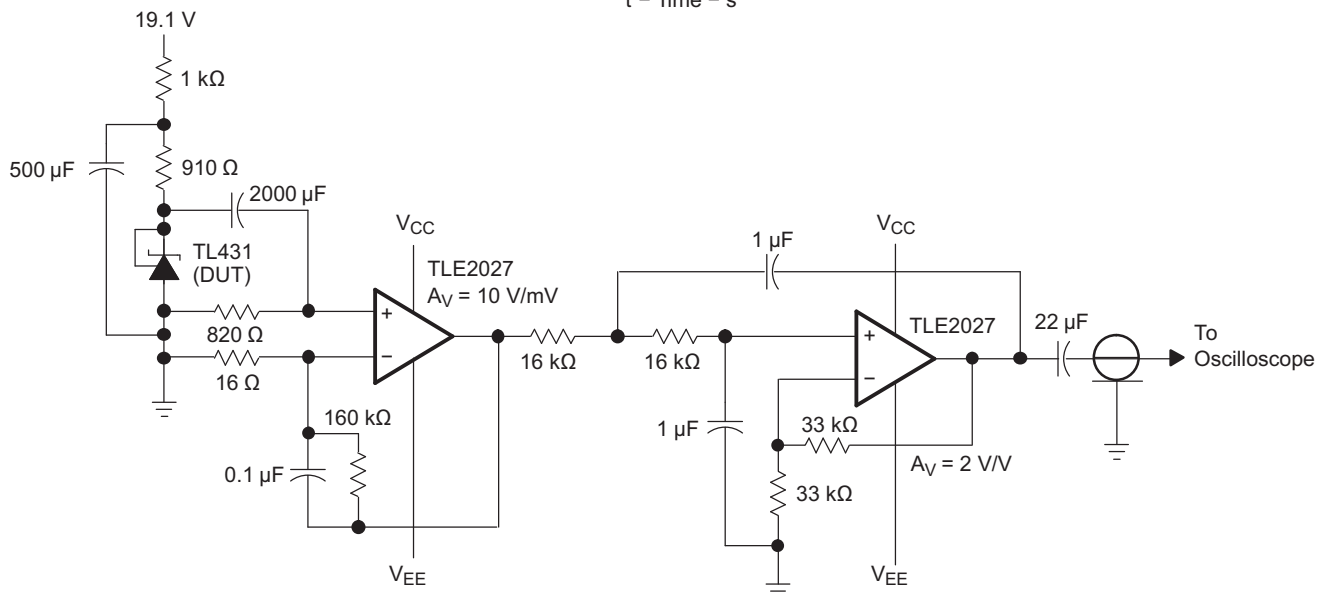 t − Time − s
19.1 V
1 kΩ
500 µF
910 Ω
2000 µF
TL431
(DUT)
820 Ω
16 Ω
160 kΩ
0.1 µF
VCC
TLE2027
AV = 10 V/mV
VEE
16 kΩ
16 kΩ
1 µF
1 µF
VCC
TLE2027
33 kΩ
AV = 2 V/V
33 kΩ
VEE
22 µF
To
Oscilloscope